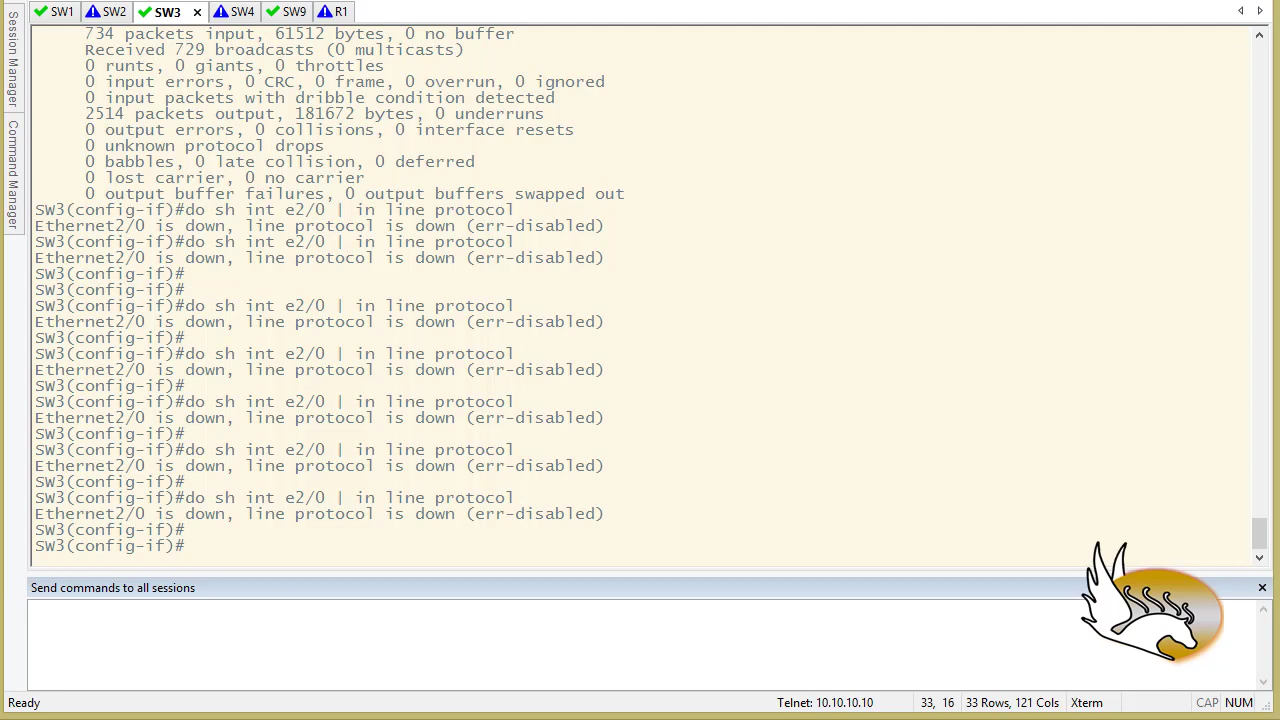 SW1 SW2 SW3 × SW4 SW9 R1
Session Manager
Command Manager
734 packets input, 61512 bytes, 0 no buffer
Received 729 broadcasts (0 multicasts)
0 runts, 0 giants, 0 throttles
0 input errors, 0 CRC, 0 frame, 0 overrun, 0 ignored
0 input packets with dribble condition detected
2514 packets output, 181672 bytes, 0 underruns
0 output errors, 0 collisions, 0 interface resets
0 unknown protocol drops
0 babbles, 0 late collision, 0 deferred
0 lost carrier, 0 no carrier
0 output buffer failures, 0 output buffers swapped out
SW3(config-if)#do sh int e2/0 | in line protocol
Ethernet2/0 is down, line protocol is down (err-disabled)
SW3(config-if)#do sh int e2/0 | in line protocol
Ethernet2/0 is down, line protocol is down (err-disabled)
SW3(config-if)#
SW3(config-if)#
SW3(config-if)#do sh int e2/0 | in line protocol
Ethernet2/0 is down, line protocol is down (err-disabled)
SW3(config-if)#
SW3(config-if)#do sh int e2/0 | in line protocol
Ethernet2/0 is down, line protocol is down (err-disabled)
SW3(config-if)#
SW3(config-if)#do sh int e2/0 | in line protocol
Ethernet2/0 is down, line protocol is down (err-disabled)
SW3(config-if)#
SW3(config-if)#do sh int e2/0 | in line protocol
Ethernet2/0 is down, line protocol is down (err-disabled)
SW3(config-if)#
SW3(config-if)#do sh int e2/0 | in line protocol
Ethernet2/0 is down, line protocol is down (err-disabled)
SW3(config-if)#
SW3(config-if)#
Send commands to all sessions
Ready Telnet: 10.10.10.10 33, 16 33 Rows, 121 Cols Xterm CAP NUM